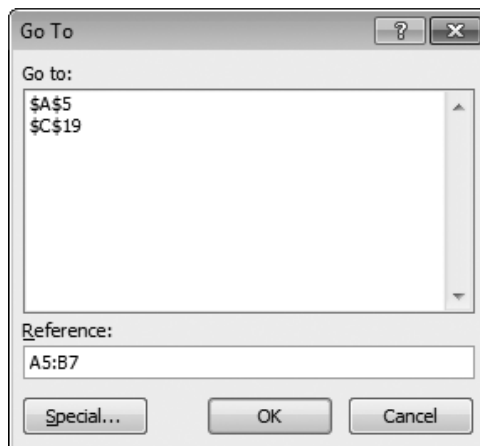 Go To
?
Go to:
$A$5
$C$19
Reference:
A5:B7
Special...
OK
Cancel